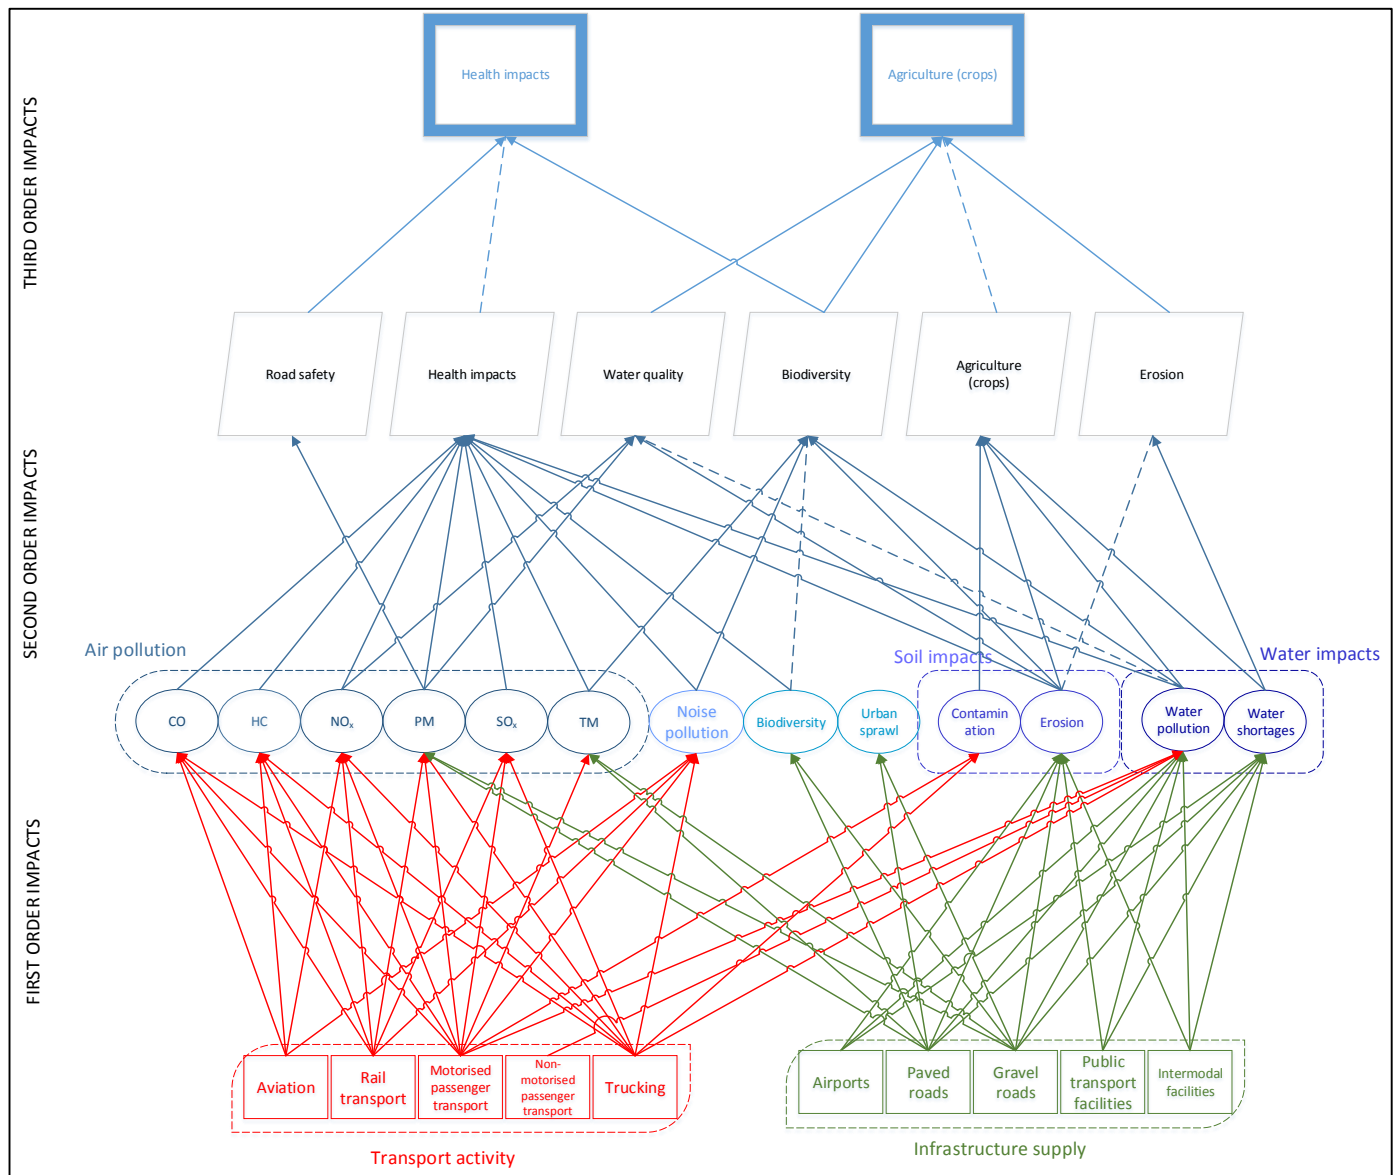 THIRD ORDER IMPACTS
Health impacts
Agriculture (crops)
Road safety
Health impacts
Water quality
Biodiversity
Agriculture
(crops)
Erosion
SECOND ORDER IMPACTS
Air pollution
Soil impacts
Water impacts
CO
HC
NOₓ
PM
SOₓ
TM
Noise
pollution
Biodiversity
Urban
sprawl
Contamin
ation
Erosion
Water
pollution
Water
shortages
FIRST ORDER IMPACTS
Aviation
Rail
transport
Motorised
passenger
transport
Non-
motorised
passenger
transport
Trucking
Airports
Paved
roads
Gravel
roads
Public
transport
facilities
Intermodal
facilities
Transport activity
Infrastructure supply